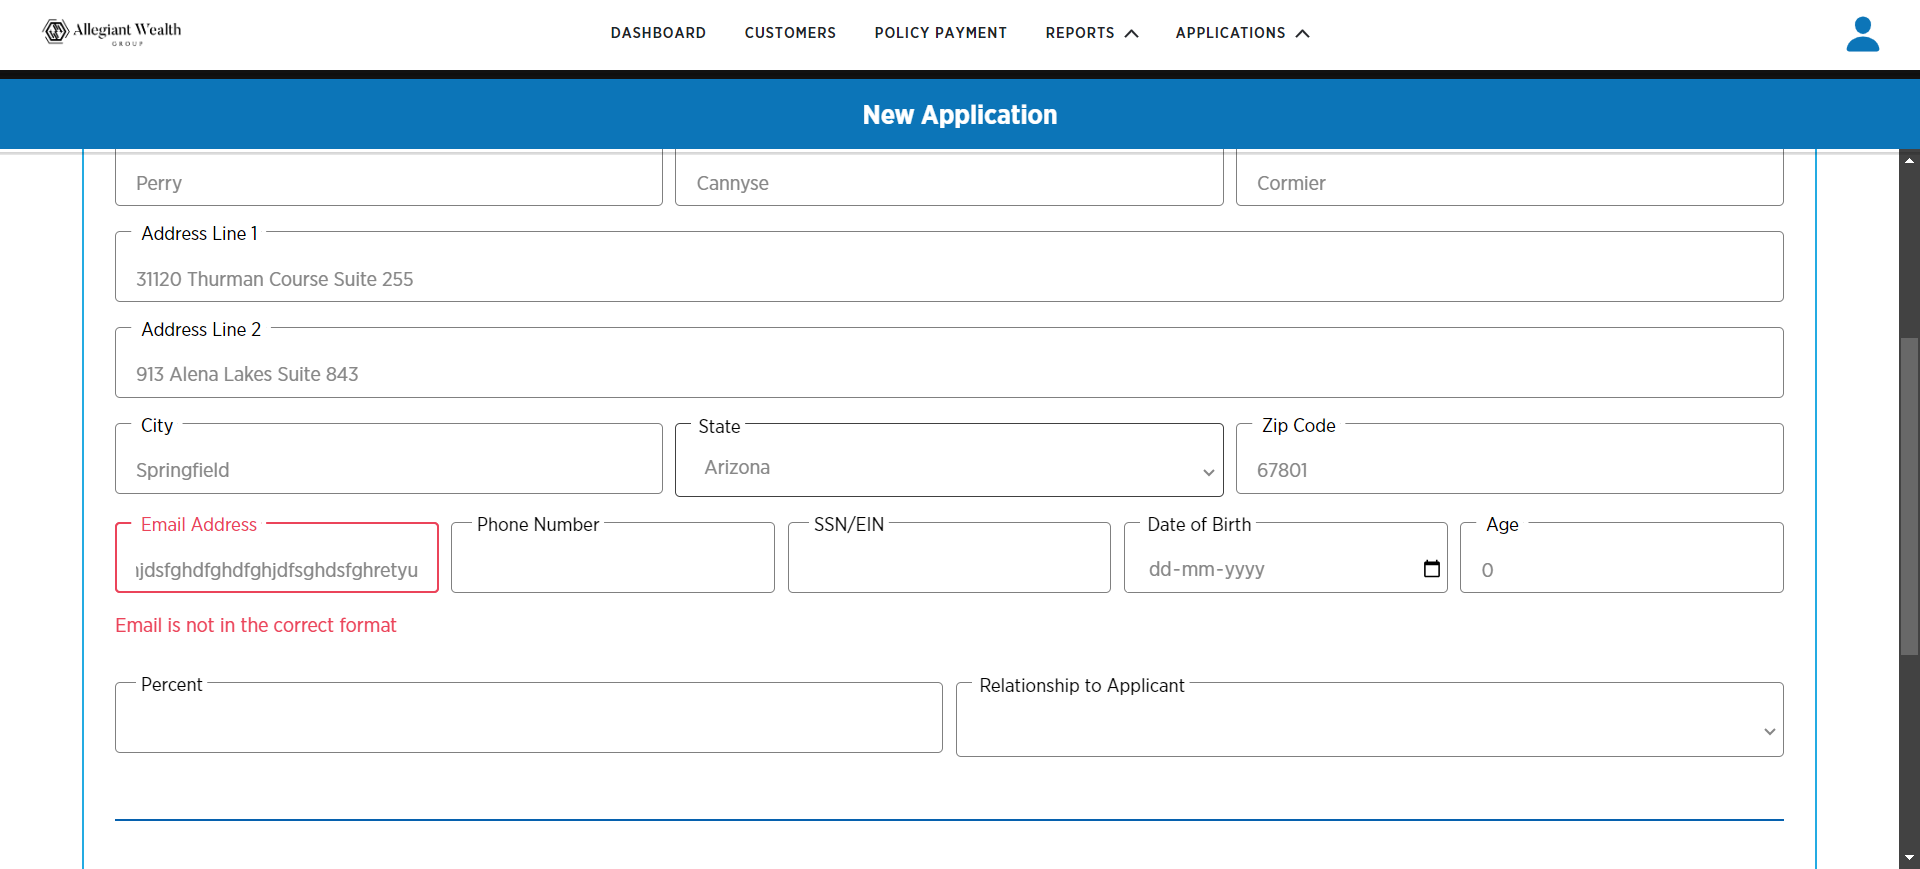 Allegiant Wealth
GROUP
DASHBOARD CUSTOMERS POLICY PAYMENT REPORTS APPLICATIONS
New Application
Perry Cannyse Cormier
Address Line 1
31120 Thurman Course Suite 255
Address Line 2
913 Alena Lakes Suite 843
City State Zip Code
Springfield Arizona 67801
Email Address Phone Number SSN/EIN Date of Birth Age
jdsfghdfghdfghjdfsghdsfghretyu dd-mm-yyyy 0
Email is not in the correct format
Percent Relationship to Applicant